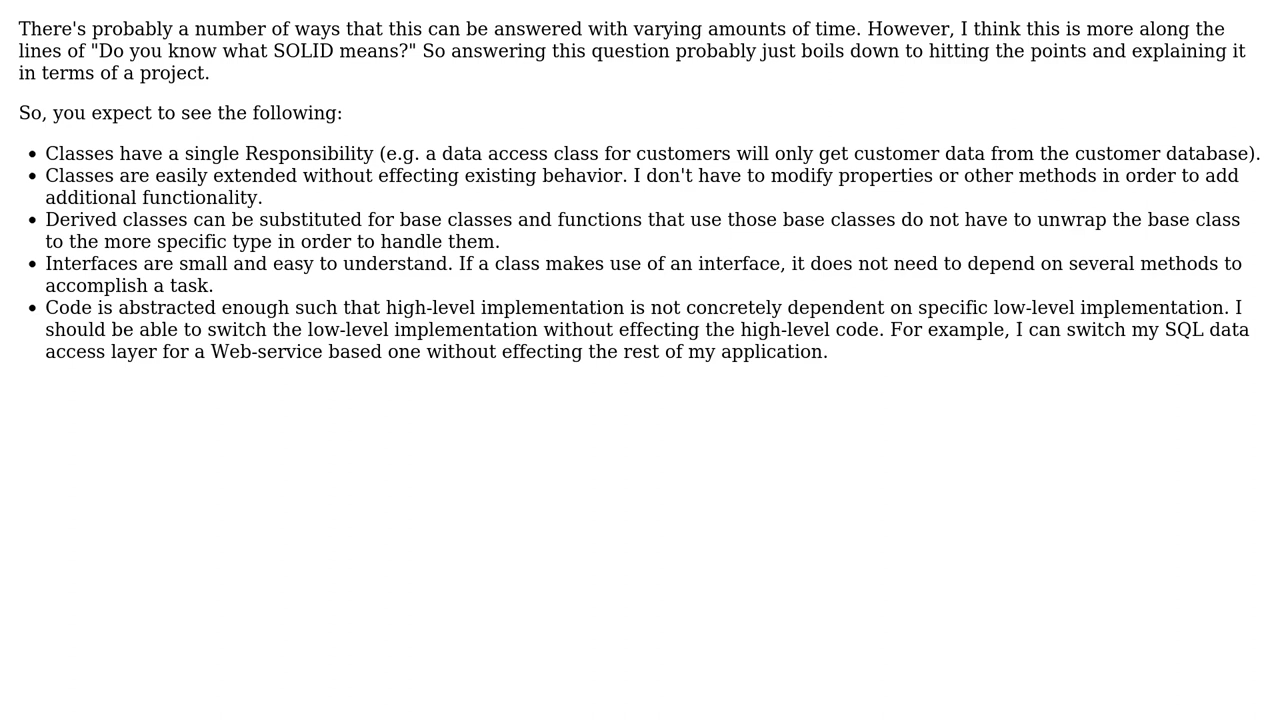 There's probably a number of ways that this can be answered with varying amounts of time. However, I think this is more along the
lines of "Do you know what SOLID means?" So answering this question probably just boils down to hitting the points and explaining it
in terms of a project.
So, you expect to see the following:
• Classes have a single Responsibility (e.g. a data access class for customers will only get customer data from the customer database).
• Classes are easily extended without effecting existing behavior. I don't have to modify properties or other methods in order to add
additional functionality.
• Derived classes can be substituted for base classes and functions that use those base classes do not have to unwrap the base class
to the more specific type in order to handle them.
• Interfaces are small and easy to understand. If a class makes use of an interface, it does not need to depend on several methods to
accomplish a task.
• Code is abstracted enough such that high-level implementation is not concretely dependent on specific low-level implementation. I
should be able to switch the low-level implementation without effecting the high-level code. For example, I can switch my SQL data
access layer for a Web-service based one without effecting the rest of my application.